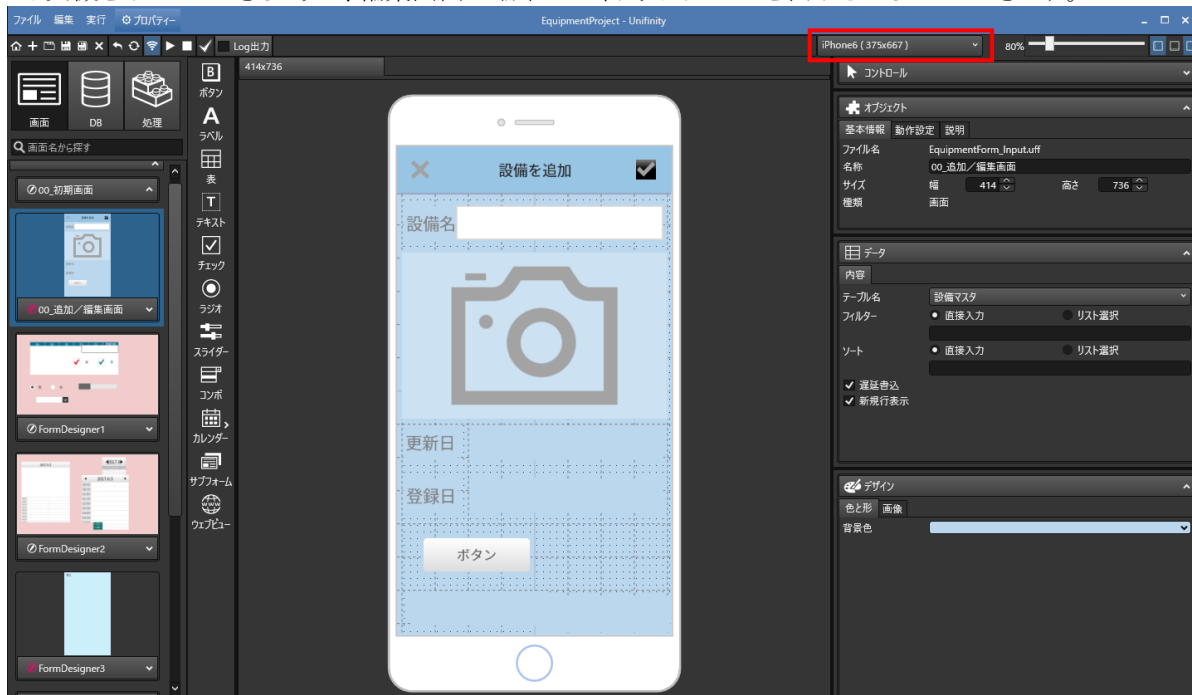 ファイル 編集 実行 プロパティー
EquipmentProject - Unifinity
Log出力
iPhone6 ( 375x667 )
80%
画面 DB 処理
画面名から探す
00_初期画面
00_追加／編集画面
FormDesigner1
FormDesigner2
FormDesigner3
B
ボタン
A
ラベル
表
T
テキスト
チェック
ラジオ
スライダー
コンボ
カレンダー
サブフォーム
www
ウェブビュー
414x736
設備を追加
設備名
更新日
登録日
ボタン
コントロール
オブジェクト
基本情報 動作設定 説明
ファイル名 EquipmentForm_Input.uff
名称 00_追加／編集画面
サイズ 幅 414 高さ 736
種類 画面
データ
内容
テーブル名 設備マスタ
フィルター 直接入力 リスト選択
ソート 直接入力 リスト選択
遅延書込
新規行表示
デザイン
色と形 画像
背景色